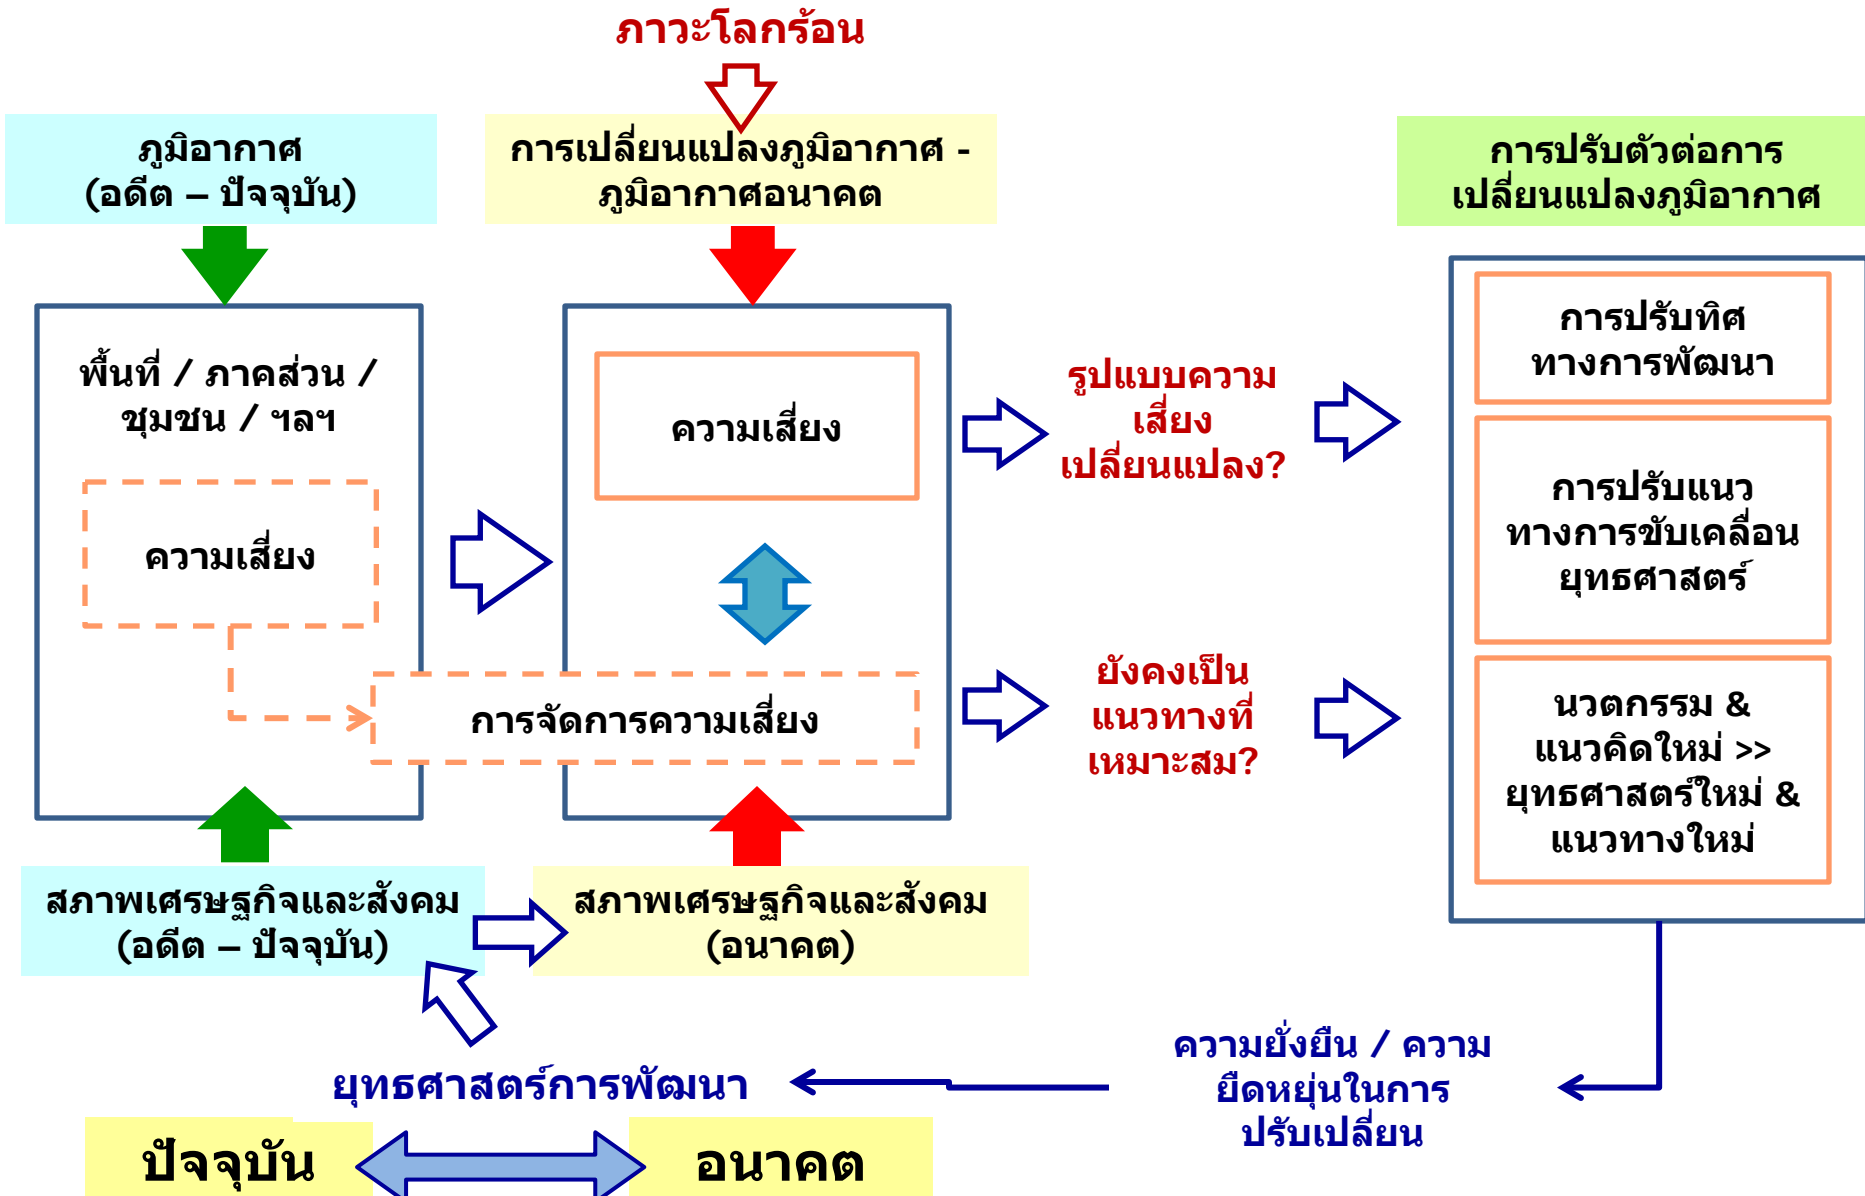 ภาวะโลกร้อน
ภูมิอากาศ
(อดีต – ปัจจุบัน)
การเปลี่ยนแปลงภูมิอากาศ -
ภูมิอากาศอนาคต
การปรับตัวต่อการ
เปลี่ยนแปลงภูมิอากาศ
พื้นที่ / ภาคส่วน /
ชุมชน / ฯลฯ
ความเสี่ยง
ความเสี่ยง
การจัดการความเสี่ยง
รูปแบบความ
เสี่ยง
เปลี่ยนแปลง?
ยังคงเป็น
แนวทางที่
เหมาะสม?
การปรับทิศ
ทางการพัฒนา
การปรับแนว
ทางการขับเคลื่อน
ยุทธศาสตร์
นวตกรรม &
แนวคิดใหม่ >>
ยุทธศาสตร์ใหม่ &
แนวทางใหม่
สภาพเศรษฐกิจและสังคม
(อดีต – ปัจจุบัน)
สภาพเศรษฐกิจและสังคม
(อนาคต)
ยุทธศาสตร์การพัฒนา
ความยั่งยืน / ความ
ยืดหยุ่นในการ
ปรับเปลี่ยน
ปัจจุบัน
อนาคต